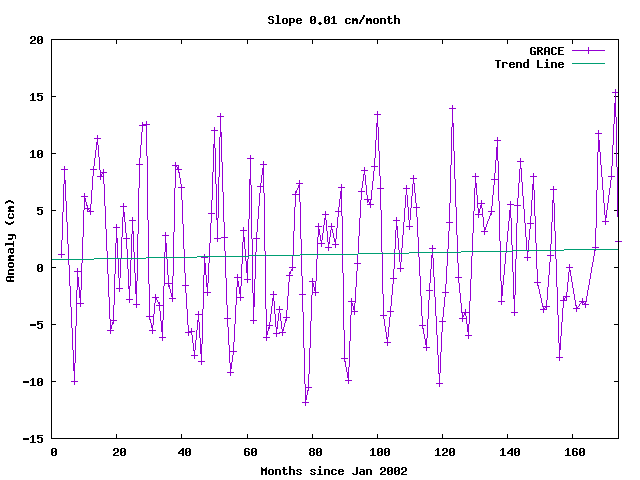 Slope 0.01 cm/month
GRACE
Trend Line
20
15
10
5
0
-5
-10
-15
Anomaly (cm)
0 20 40 60 80 100 120 140 160
Months since Jan 2002